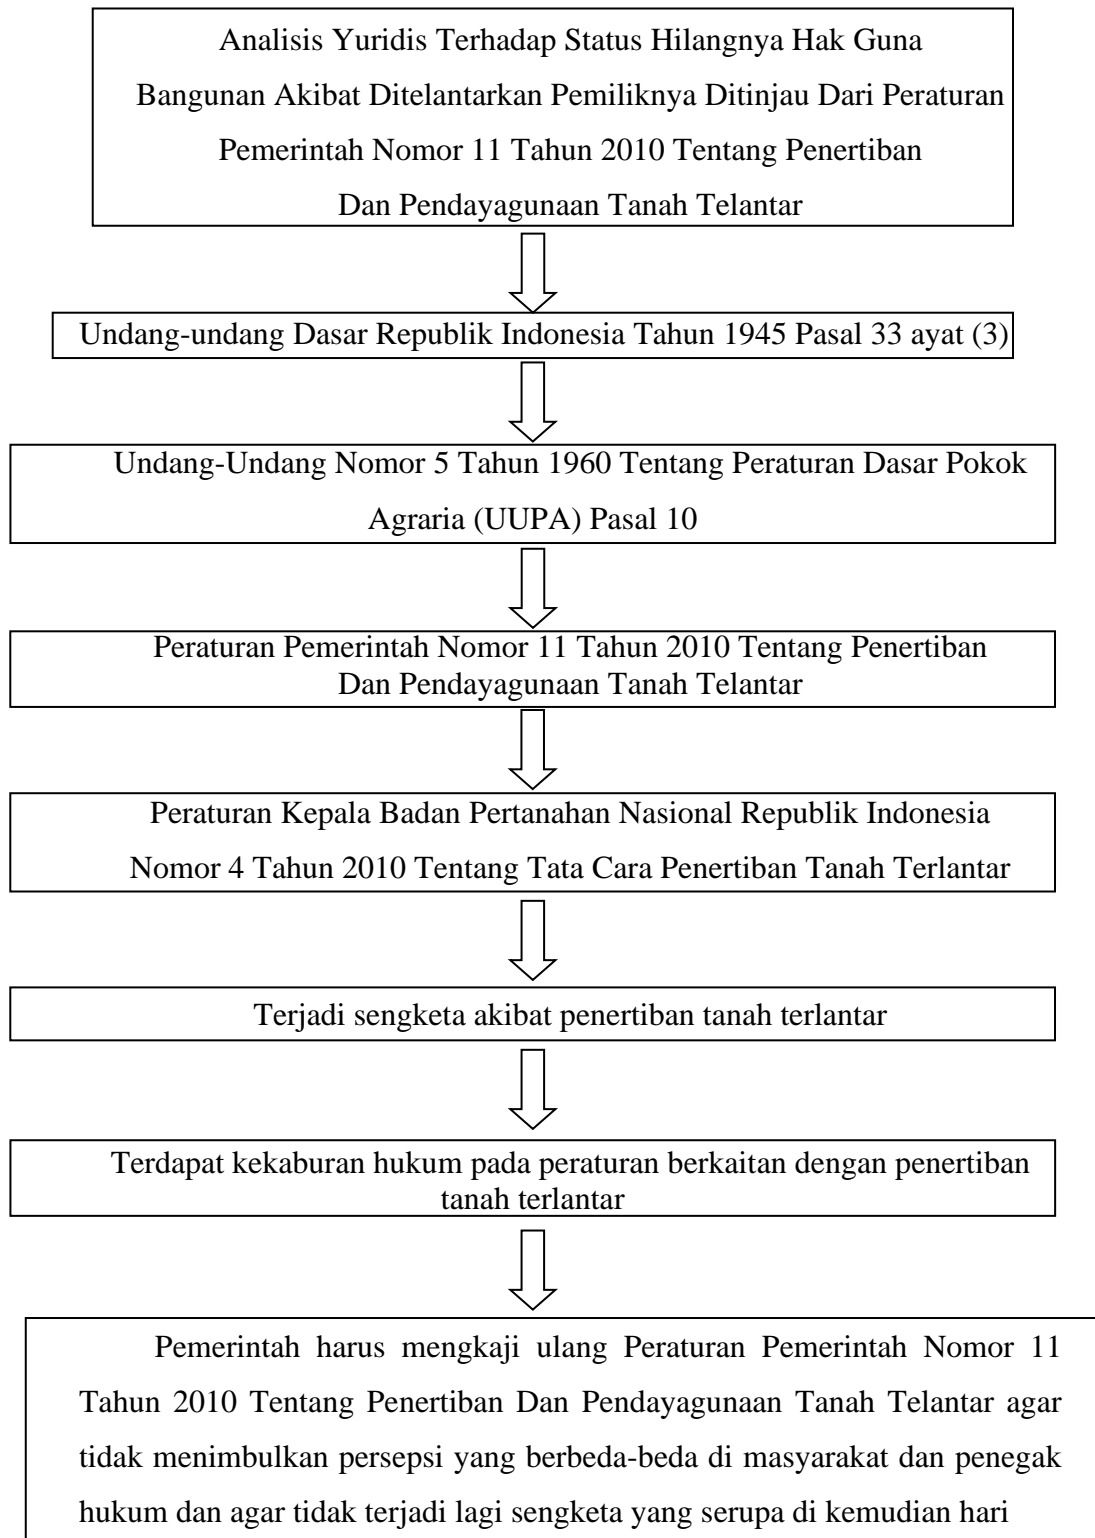 Analisis Yuridis Terhadap Status Hilangnya Hak Guna
Bangunan Akibat Ditelantarkan Pemiliknya Ditinjau Dari Peraturan
Pemerintah Nomor 11 Tahun 2010 Tentang Penertiban
Dan Pendayagunaan Tanah Telantar
Undang-undang Dasar Republik Indonesia Tahun 1945 Pasal 33 ayat (3)
Undang-Undang Nomor 5 Tahun 1960 Tentang Peraturan Dasar Pokok
Agraria (UUPA) Pasal 10
Peraturan Pemerintah Nomor 11 Tahun 2010 Tentang Penertiban
Dan Pendayagunaan Tanah Telantar
Peraturan Kepala Badan Pertanahan Nasional Republik Indonesia
Nomor 4 Tahun 2010 Tentang Tata Cara Penertiban Tanah Terlantar
Terjadi sengketa akibat penertiban tanah terlantar
Terdapat kekaburan hukum pada peraturan berkaitan dengan penertiban
tanah terlantar
Pemerintah harus mengkaji ulang Peraturan Pemerintah Nomor 11
Tahun 2010 Tentang Penertiban Dan Pendayagunaan Tanah Telantar agar
tidak menimbulkan persepsi yang berbeda-beda di masyarakat dan penegak
hukum dan agar tidak terjadi lagi sengketa yang serupa di kemudian hari